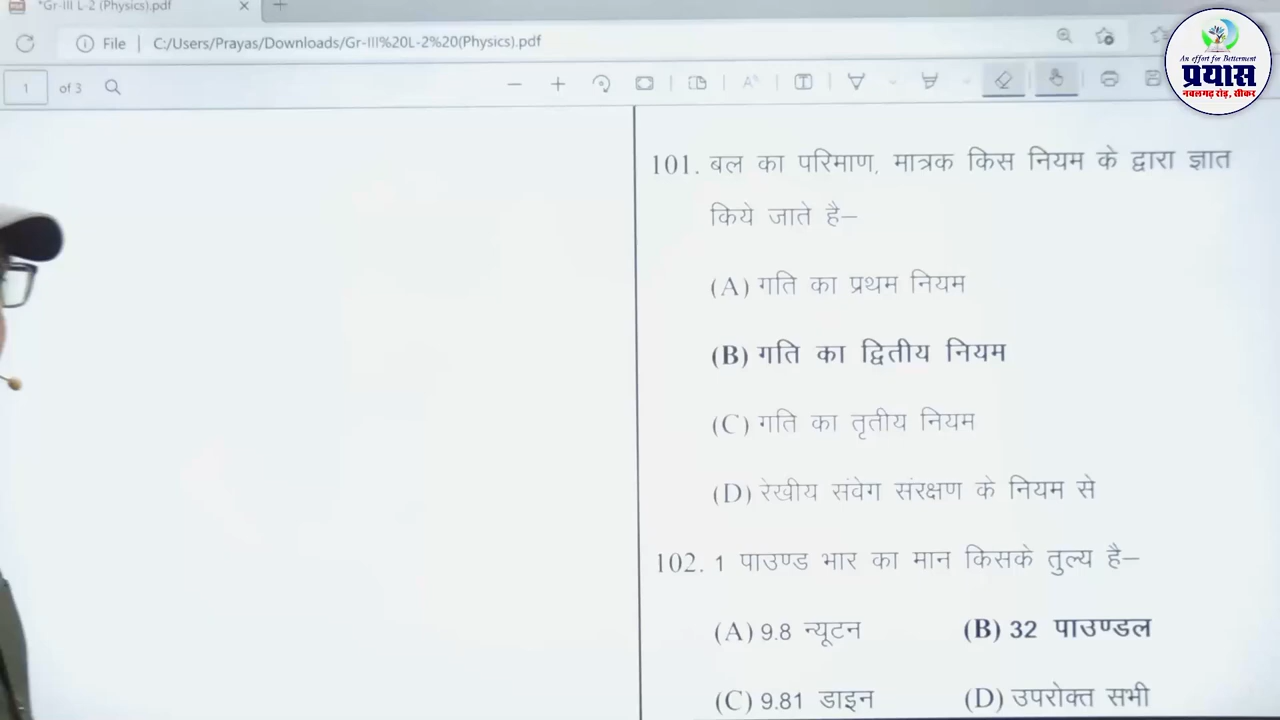 *Gr-III L-2 (Physics).pdf
File | C:/Users/Prayas/Downloads/Gr-III%20L-2%20(Physics).pdf
1 of 3
An effort for Betterment
प्रयास
नवलगढ़ रोड़, सीकर
101. बल का परिमाण, मात्रक किस नियम के द्वारा ज्ञात
किये जाते है–
(A) गति का प्रथम नियम
(B) गति का द्वितीय नियम
(C) गति का तृतीय नियम
(D) रेखीय संवेग संरक्षण के नियम से
102. 1 पाउण्ड भार का मान किसके तुल्य है–
(A) 9.8 न्यूटन (B) 32 पाउण्डल
(C) 9.81 डाइन (D) उपरोक्त सभी